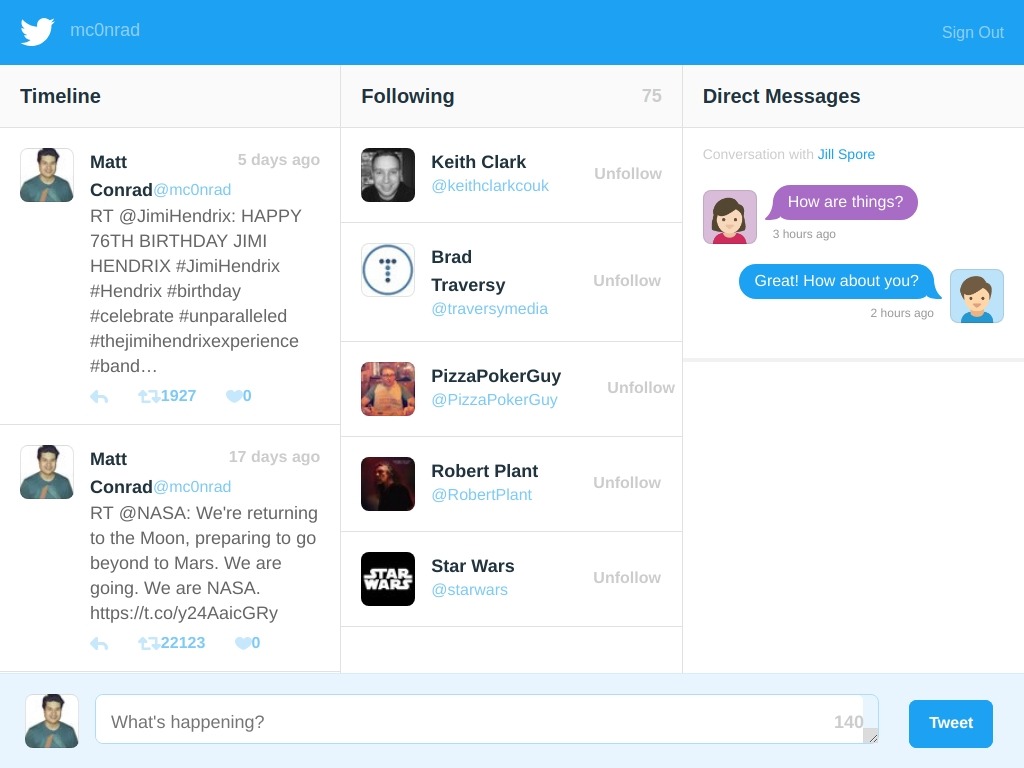 mc0nrad
Sign Out
Timeline
Matt
5 days ago
Conrad@mc0nrad
RT @JimiHendrix: HAPPY
76TH BIRTHDAY JIMI
HENDRIX #JimiHendrix
#Hendrix #birthday
#celebrate #unparalleled
#thejimihendrixexperience
#band…
1927 0
Matt
17 days ago
Conrad@mc0nrad
RT @NASA: We're returning
to the Moon, preparing to go
beyond to Mars. We are
going. We are NASA.
https://t.co/y24AaicGRy
22123 0
Following 75
Keith Clark
@keithclarkcouk
Unfollow
Brad
Traversy
@traversymedia
Unfollow
PizzaPokerGuy
@PizzaPokerGuy
Unfollow
Robert Plant
@RobertPlant
Unfollow
STAR
WARS
Star Wars
@starwars
Unfollow
Direct Messages
Conversation with Jill Spore
How are things?
3 hours ago
Great! How about you?
2 hours ago
What's happening?
140
Tweet